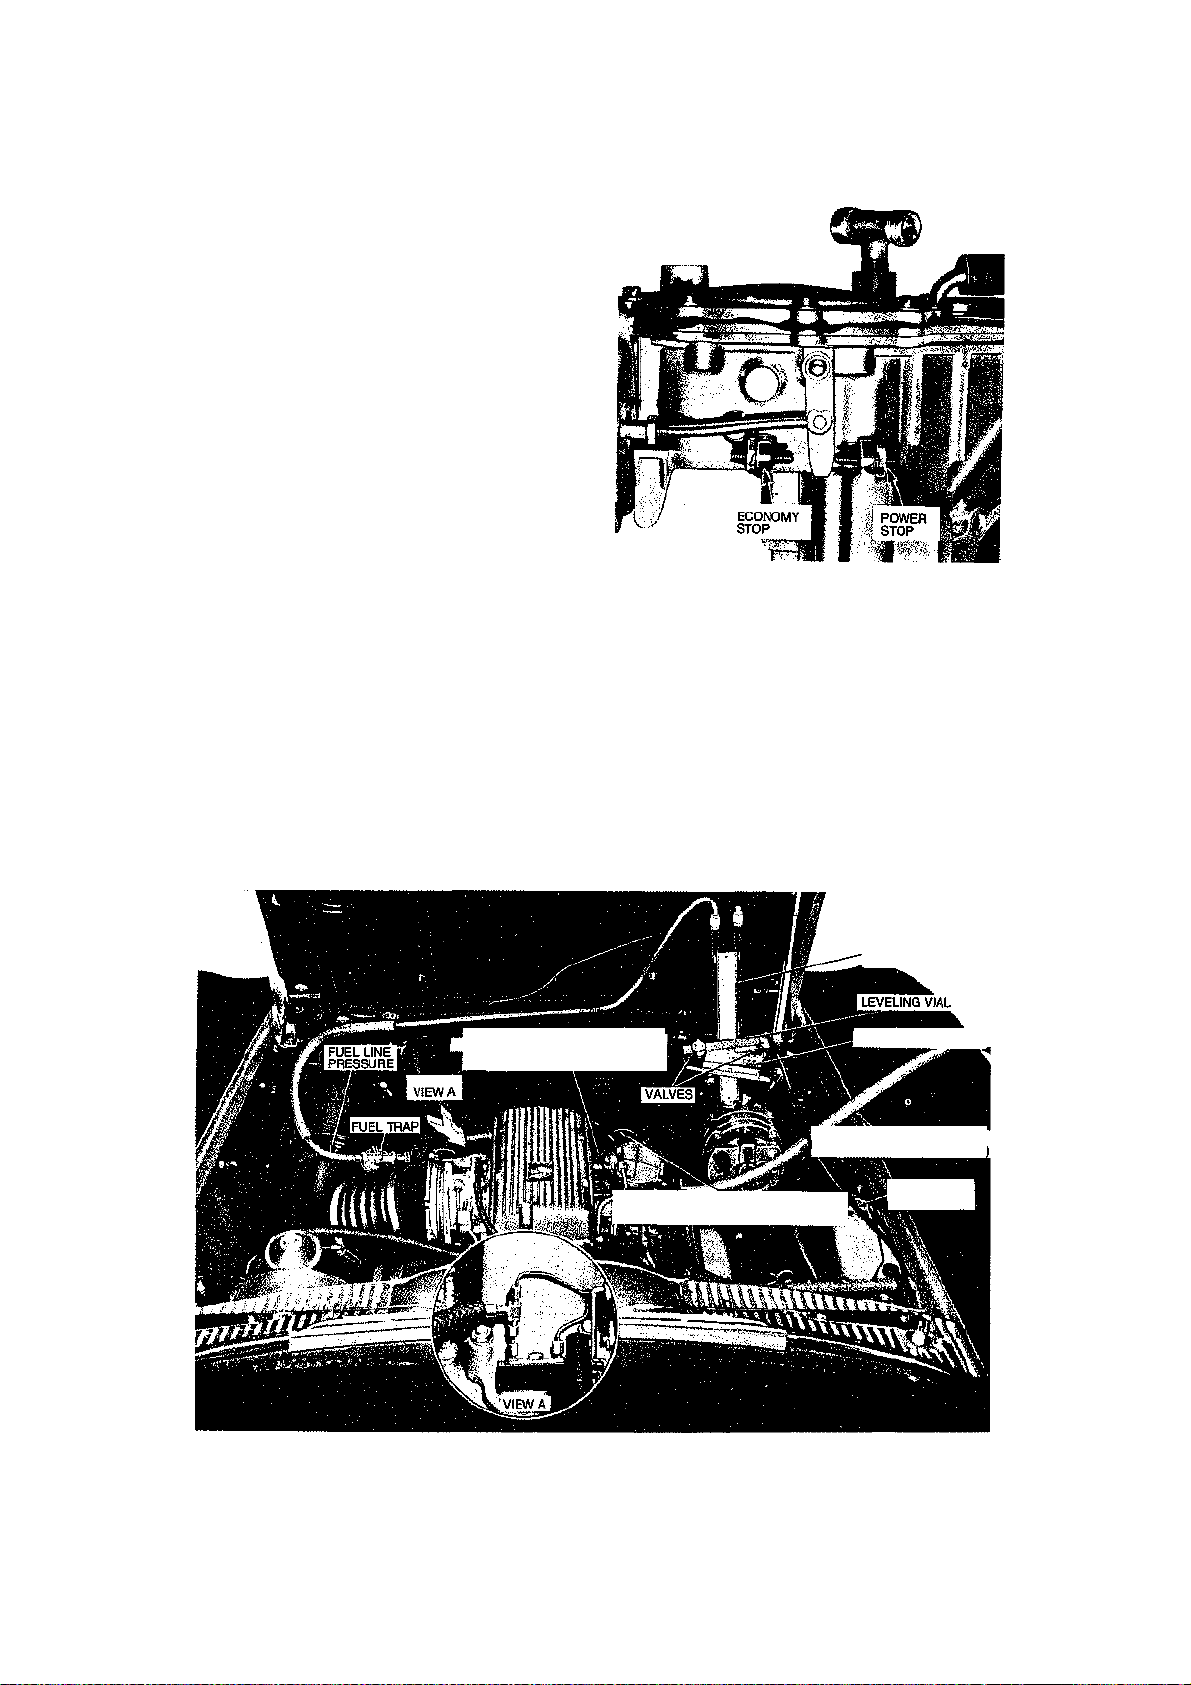 ECONOMY
STOP
POWER
STOP
LEVELING VIAL
FUEL LINE
PRESSURE
VIEW A
VALVES
FUEL TRAP
VIEW A